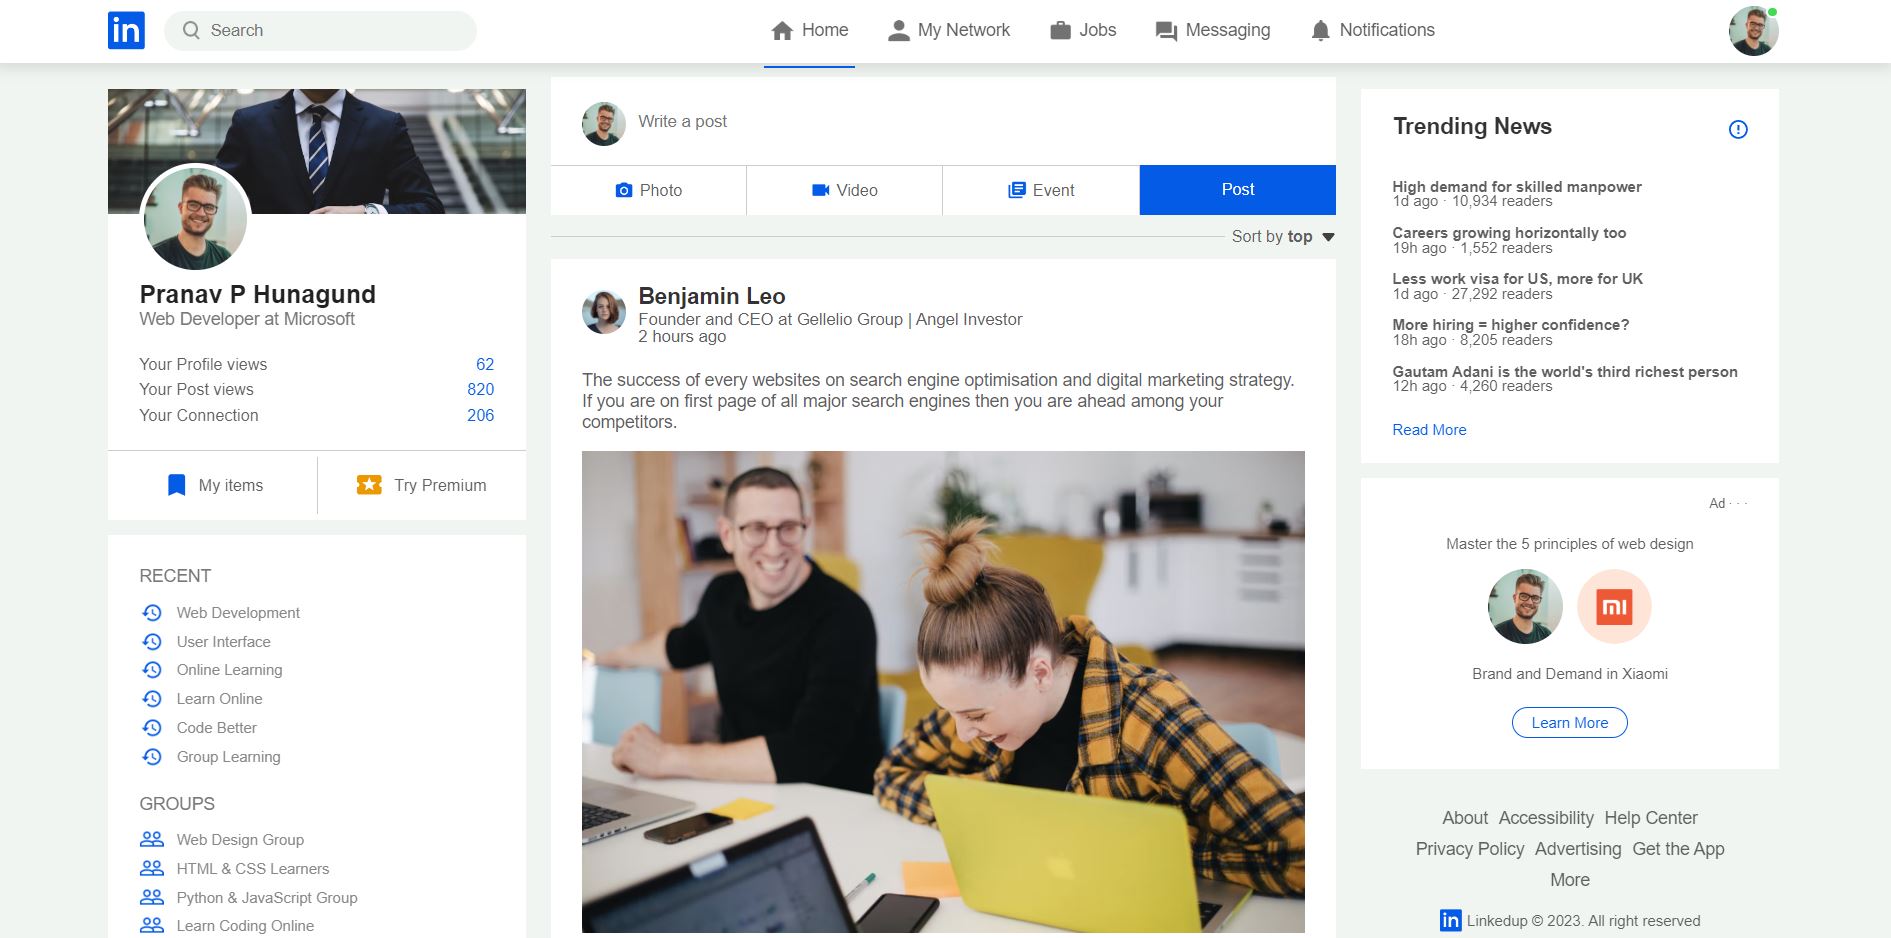 in
Search
Home
My Network
Jobs
Messaging
Notifications
Pranav P Hunagund
Web Developer at Microsoft
Your Profile views 62
Your Post views 820
Your Connection 206
My items
Try Premium
RECENT
Web Development
User Interface
Online Learning
Learn Online
Code Better
Group Learning
GROUPS
Web Design Group
HTML & CSS Learners
Python & JavaScript Group
Learn Coding Online
Write a post
Photo
Video
Event
Post
Sort by top
Benjamin Leo
Founder and CEO at Gellelio Group | Angel Investor
2 hours ago
The success of every websites on search engine optimisation and digital marketing strategy.
If you are on first page of all major search engines then you are ahead among your
competitors.
Trending News
High demand for skilled manpower
1d ago · 10,934 readers
Careers growing horizontally too
19h ago · 1,552 readers
Less work visa for US, more for UK
1d ago · 27,292 readers
More hiring = higher confidence?
18h ago · 8,205 readers
Gautam Adani is the world's third richest person
12h ago · 4,260 readers
Read More
Ad · · ·
Master the 5 principles of web design
mi
Brand and Demand in Xiaomi
Learn More
About Accessibility Help Center
Privacy Policy Advertising Get the App
More
in Linkedup © 2023. All right reserved